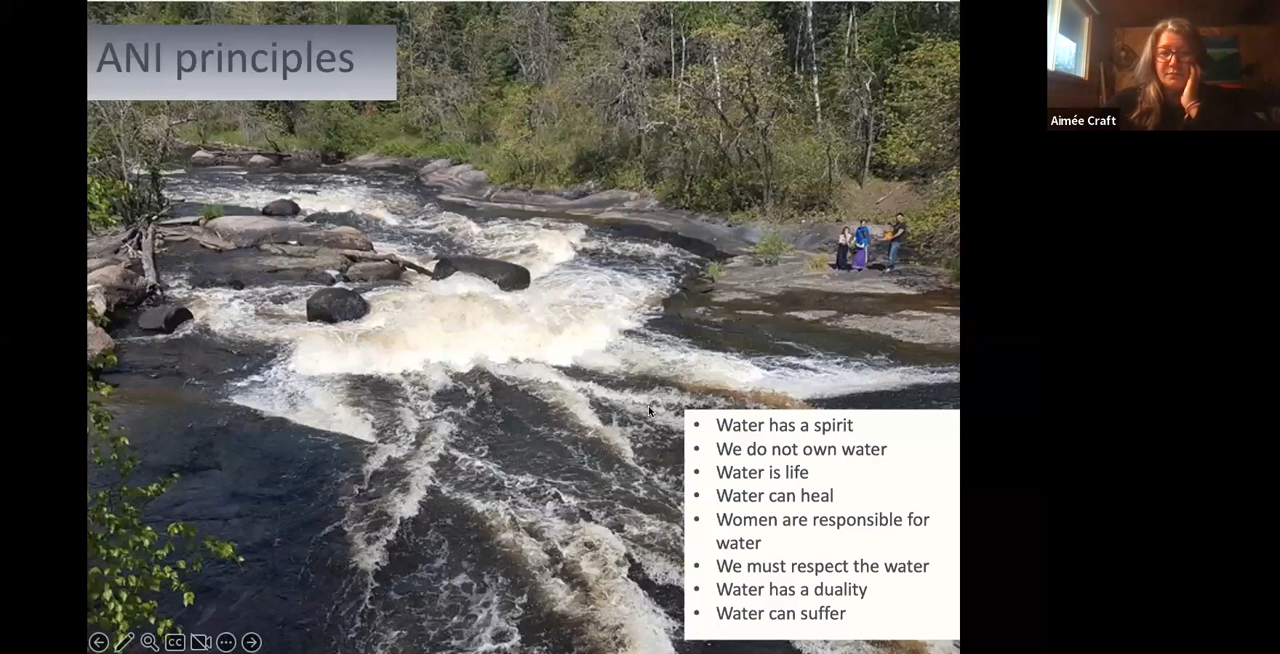 ANI principles
Aimée Craft
• Water has a spirit
• We do not own water
• Water is life
• Water can heal
• Women are responsible for
water
• We must respect the water
• Water has a duality
• Water can suffer
CC